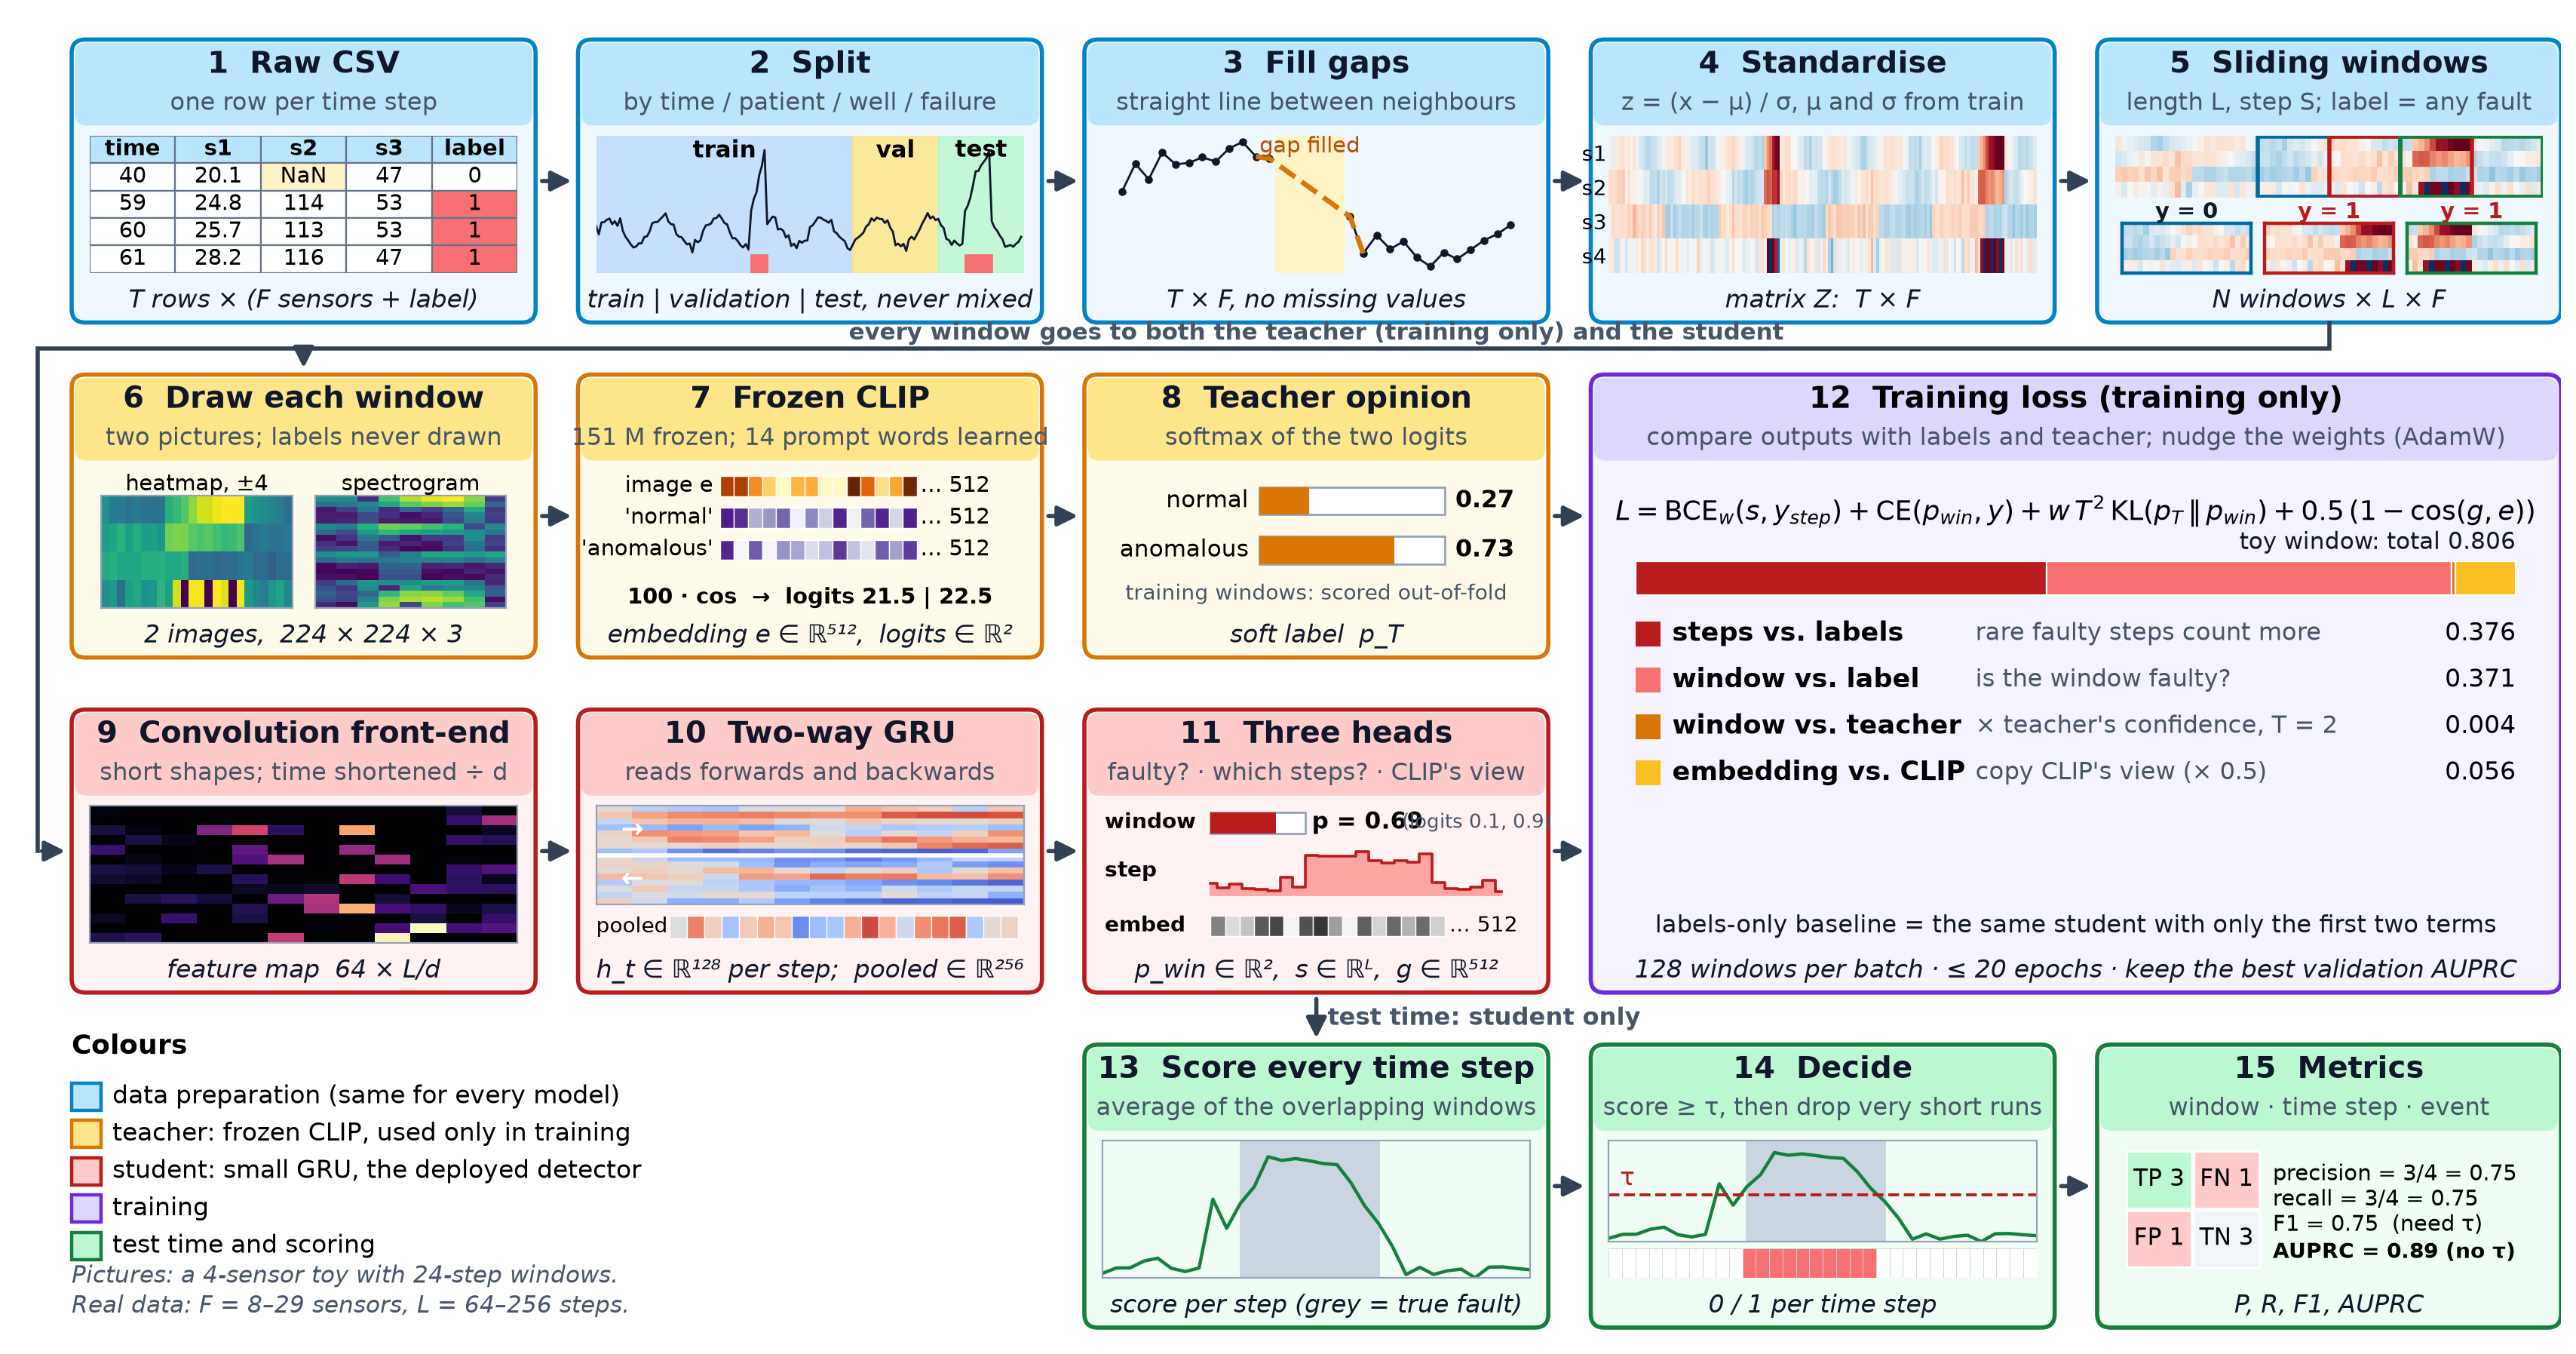 1 Raw CSV
one row per time step
time s1 s2 s3 label
40 20.1 NaN 47 0
59 24.8 114 53 1
60 25.7 113 53 1
61 28.2 116 47 1
T rows × (F sensors + label)
2 Split
by time / patient / well / failure
train val test
train | validation | test, never mixed
3 Fill gaps
straight line between neighbours
gap filled
T × F, no missing values
4 Standardise
z = (x − μ) / σ, μ and σ from train
s1
s2
s3
s4
matrix Z: T × F
5 Sliding windows
length L, step S; label = any fault
y = 0 y = 1 y = 1
N windows × L × F
every window goes to both the teacher (training only) and the student
6 Draw each window
two pictures; labels never drawn
heatmap, ±4 spectrogram
2 images, 224 × 224 × 3
7 Frozen CLIP
151 M frozen; 14 prompt words learned
image e ... 512
'normal' ... 512
'anomalous' ... 512
100 · cos → logits 21.5 | 22.5
embedding e ∈ ℝ⁵¹², logits ∈ ℝ²
8 Teacher opinion
softmax of the two logits
normal 0.27
anomalous 0.73
training windows: scored out-of-fold
soft label p_T
12 Training loss (training only)
compare outputs with labels and teacher; nudge the weights (AdamW)
L = BCE_w(s, y_step) + CE(p_win, y) + w T² KL(p_T ‖ p_win) + 0.5 (1 − cos(g, e))
toy window: total 0.806
steps vs. labels rare faulty steps count more 0.376
window vs. label is the window faulty? 0.371
window vs. teacher × teacher's confidence, T = 2 0.004
embedding vs. CLIP copy CLIP's view (× 0.5) 0.056
labels-only baseline = the same student with only the first two terms
128 windows per batch · ≤ 20 epochs · keep the best validation AUPRC
9 Convolution front-end
short shapes; time shortened ÷ d
feature map 64 × L/d
10 Two-way GRU
reads forwards and backwards
→
←
pooled
h_t ∈ ℝ¹²⁸ per step; pooled ∈ ℝ²⁵⁶
11 Three heads
faulty? · which steps? · CLIP's view
window p = 0.69 (logits 0.1, 0.9)
step
embed ... 512
p_win ∈ ℝ², s ∈ ℝᴸ, g ∈ ℝ⁵¹²
test time: student only
Colours
data preparation (same for every model)
teacher: frozen CLIP, used only in training
student: small GRU, the deployed detector
training
test time and scoring
Pictures: a 4-sensor toy with 24-step windows.
Real data: F = 8–29 sensors, L = 64–256 steps.
13 Score every time step
average of the overlapping windows
score per step (grey = true fault)
14 Decide
score ≥ τ, then drop very short runs
τ
0 / 1 per time step
15 Metrics
window · time step · event
TP 3 FN 1
FP 1 TN 3
precision = 3/4 = 0.75
recall = 3/4 = 0.75
F1 = 0.75 (need τ)
AUPRC = 0.89 (no τ)
P, R, F1, AUPRC